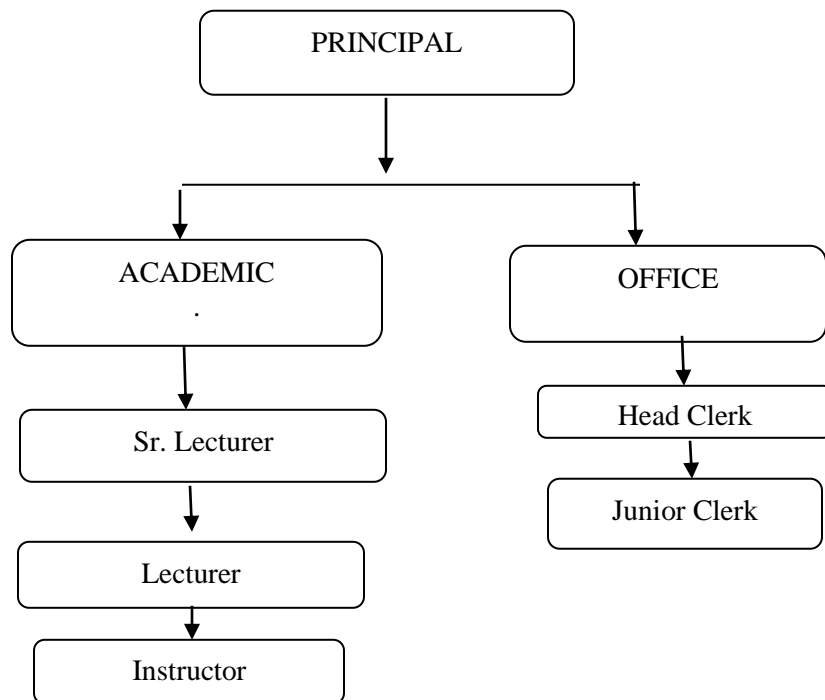 PRINCIPAL
ACADEMIC
.
OFFICE
Sr. Lecturer
Head Clerk
Junior Clerk
Lecturer
Instructor